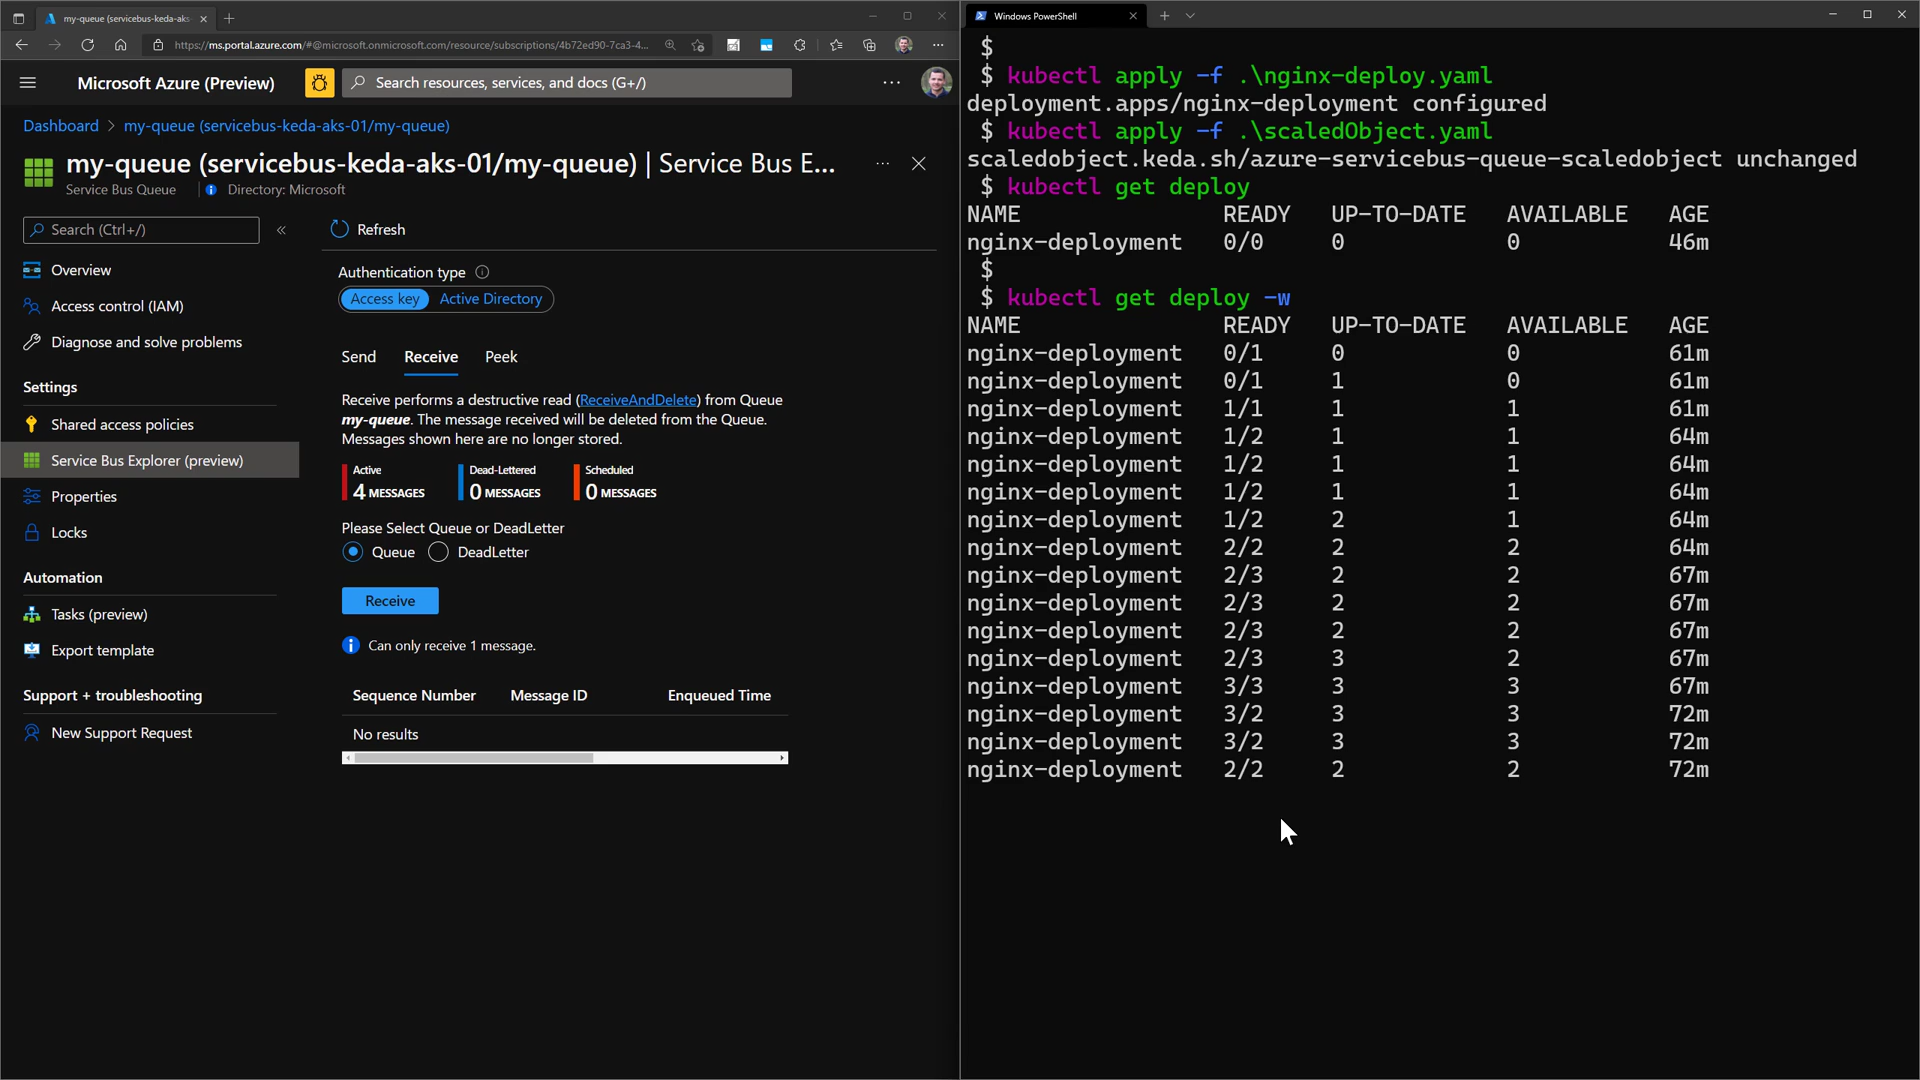 my-queue (servicebus-keda-aks-
https://ms.portal.azure.com/#@microsoft.onmicrosoft.com/resource/subscriptions/4b72ed90-7ca3-4...
Microsoft Azure (Preview)
Search resources, services, and docs (G+/)
Dashboard > my-queue (servicebus-keda-aks-01/my-queue)
my-queue (servicebus-keda-aks-01/my-queue) | Service Bus E...
Service Bus Queue
Directory: Microsoft
Search (Ctrl+/)
Overview
Access control (IAM)
Diagnose and solve problems
Settings
Shared access policies
Service Bus Explorer (preview)
Properties
Locks
Automation
Tasks (preview)
Export template
Support + troubleshooting
New Support Request
Refresh
Authentication type
Access key Active Directory
Send Receive Peek
Receive performs a destructive read (ReceiveAndDelete) from Queue
my-queue. The message received will be deleted from the Queue.
Messages shown here are no longer stored.
Active
4 MESSAGES
Dead-Lettered
0 MESSAGES
Scheduled
0 MESSAGES
Please Select Queue or DeadLetter
Queue DeadLetter
Receive
Can only receive 1 message.
Sequence Number Message ID Enqueued Time
No results
Windows PowerShell
$
$ kubectl apply -f .\nginx-deploy.yaml
deployment.apps/nginx-deployment configured
$ kubectl apply -f .\scaledObject.yaml
scaledobject.keda.sh/azure-servicebus-queue-scaledobject unchanged
$ kubectl get deploy
NAME READY UP-TO-DATE AVAILABLE AGE
nginx-deployment 0/0 0 0 46m
$
$ kubectl get deploy -w
NAME READY UP-TO-DATE AVAILABLE AGE
nginx-deployment 0/1 0 0 61m
nginx-deployment 0/1 1 0 61m
nginx-deployment 1/1 1 1 61m
nginx-deployment 1/2 1 1 64m
nginx-deployment 1/2 1 1 64m
nginx-deployment 1/2 1 1 64m
nginx-deployment 1/2 2 1 64m
nginx-deployment 2/2 2 2 64m
nginx-deployment 2/3 2 2 67m
nginx-deployment 2/3 2 2 67m
nginx-deployment 2/3 2 2 67m
nginx-deployment 2/3 3 2 67m
nginx-deployment 3/3 3 3 67m
nginx-deployment 3/2 3 3 72m
nginx-deployment 3/2 3 3 72m
nginx-deployment 2/2 2 2 72m